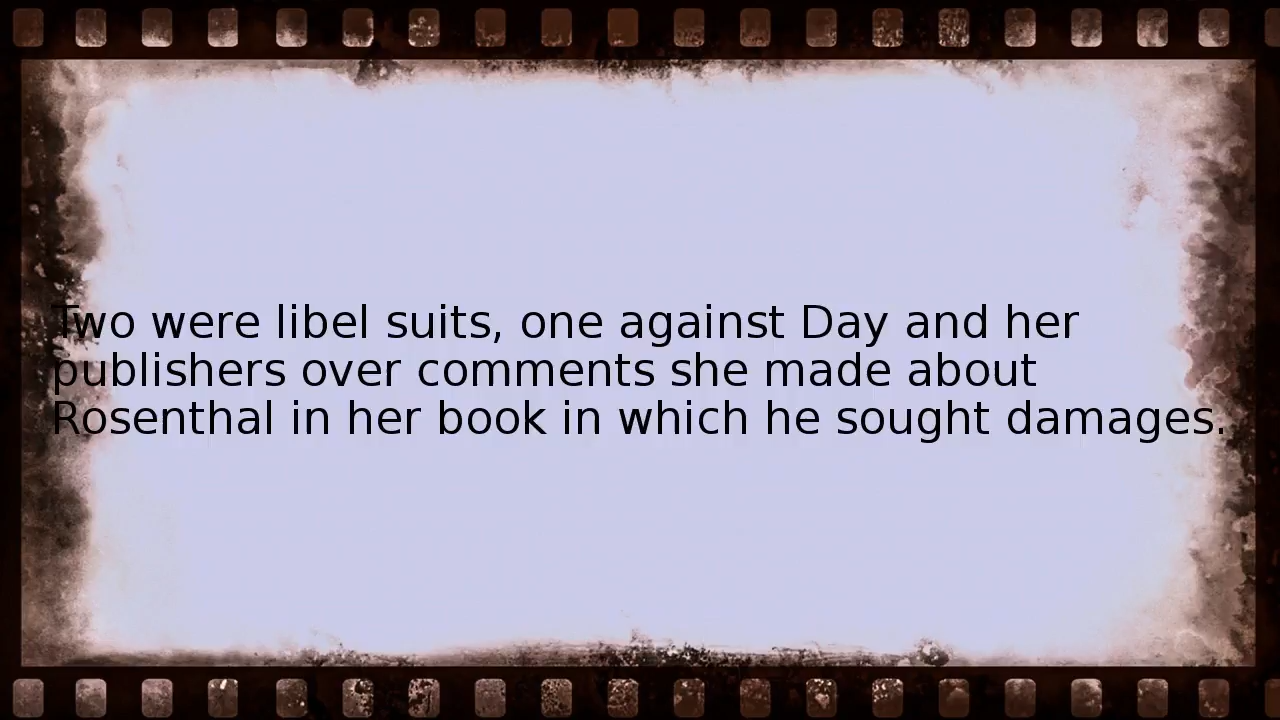 Two were libel suits, one against Day and her
publishers over comments she made about
Rosenthal in her book in which he sought damages.